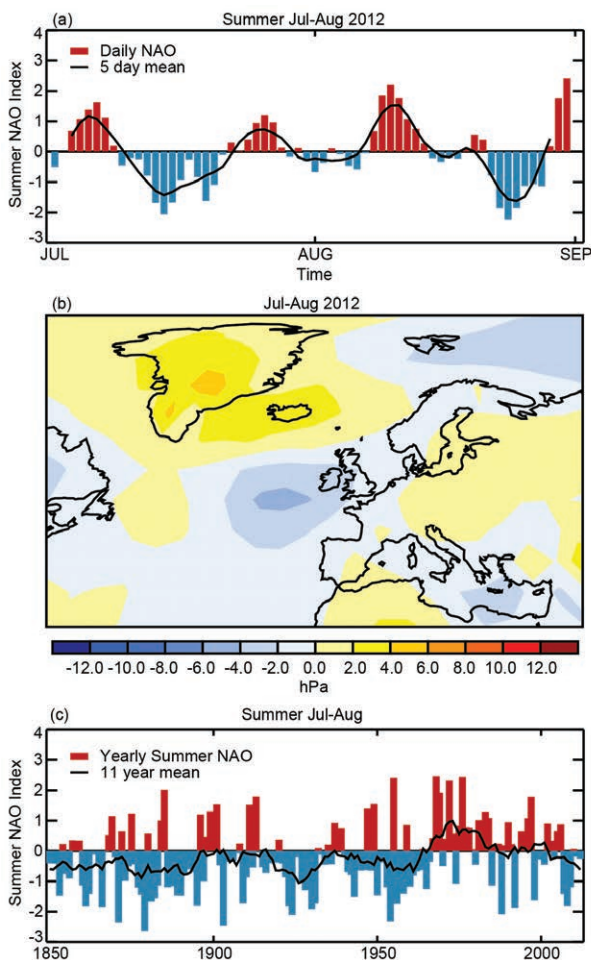 (a) Summer Jul-Aug 2012
Summer NAO Index
4
3
2
1
0
-1
-2
-3
Daily NAO
5 day mean
JUL AUG SEP
Time
(b) Jul-Aug 2012
-12.0 -10.0 -8.0 -6.0 -4.0 -2.0 0.0 2.0 4.0 6.0 8.0 10.0 12.0
hPa
(c) Summer Jul-Aug
Summer NAO Index
4
3
2
1
0
-1
-2
-3
Yearly Summer NAO
11 year mean
1850 1900 1950 2000